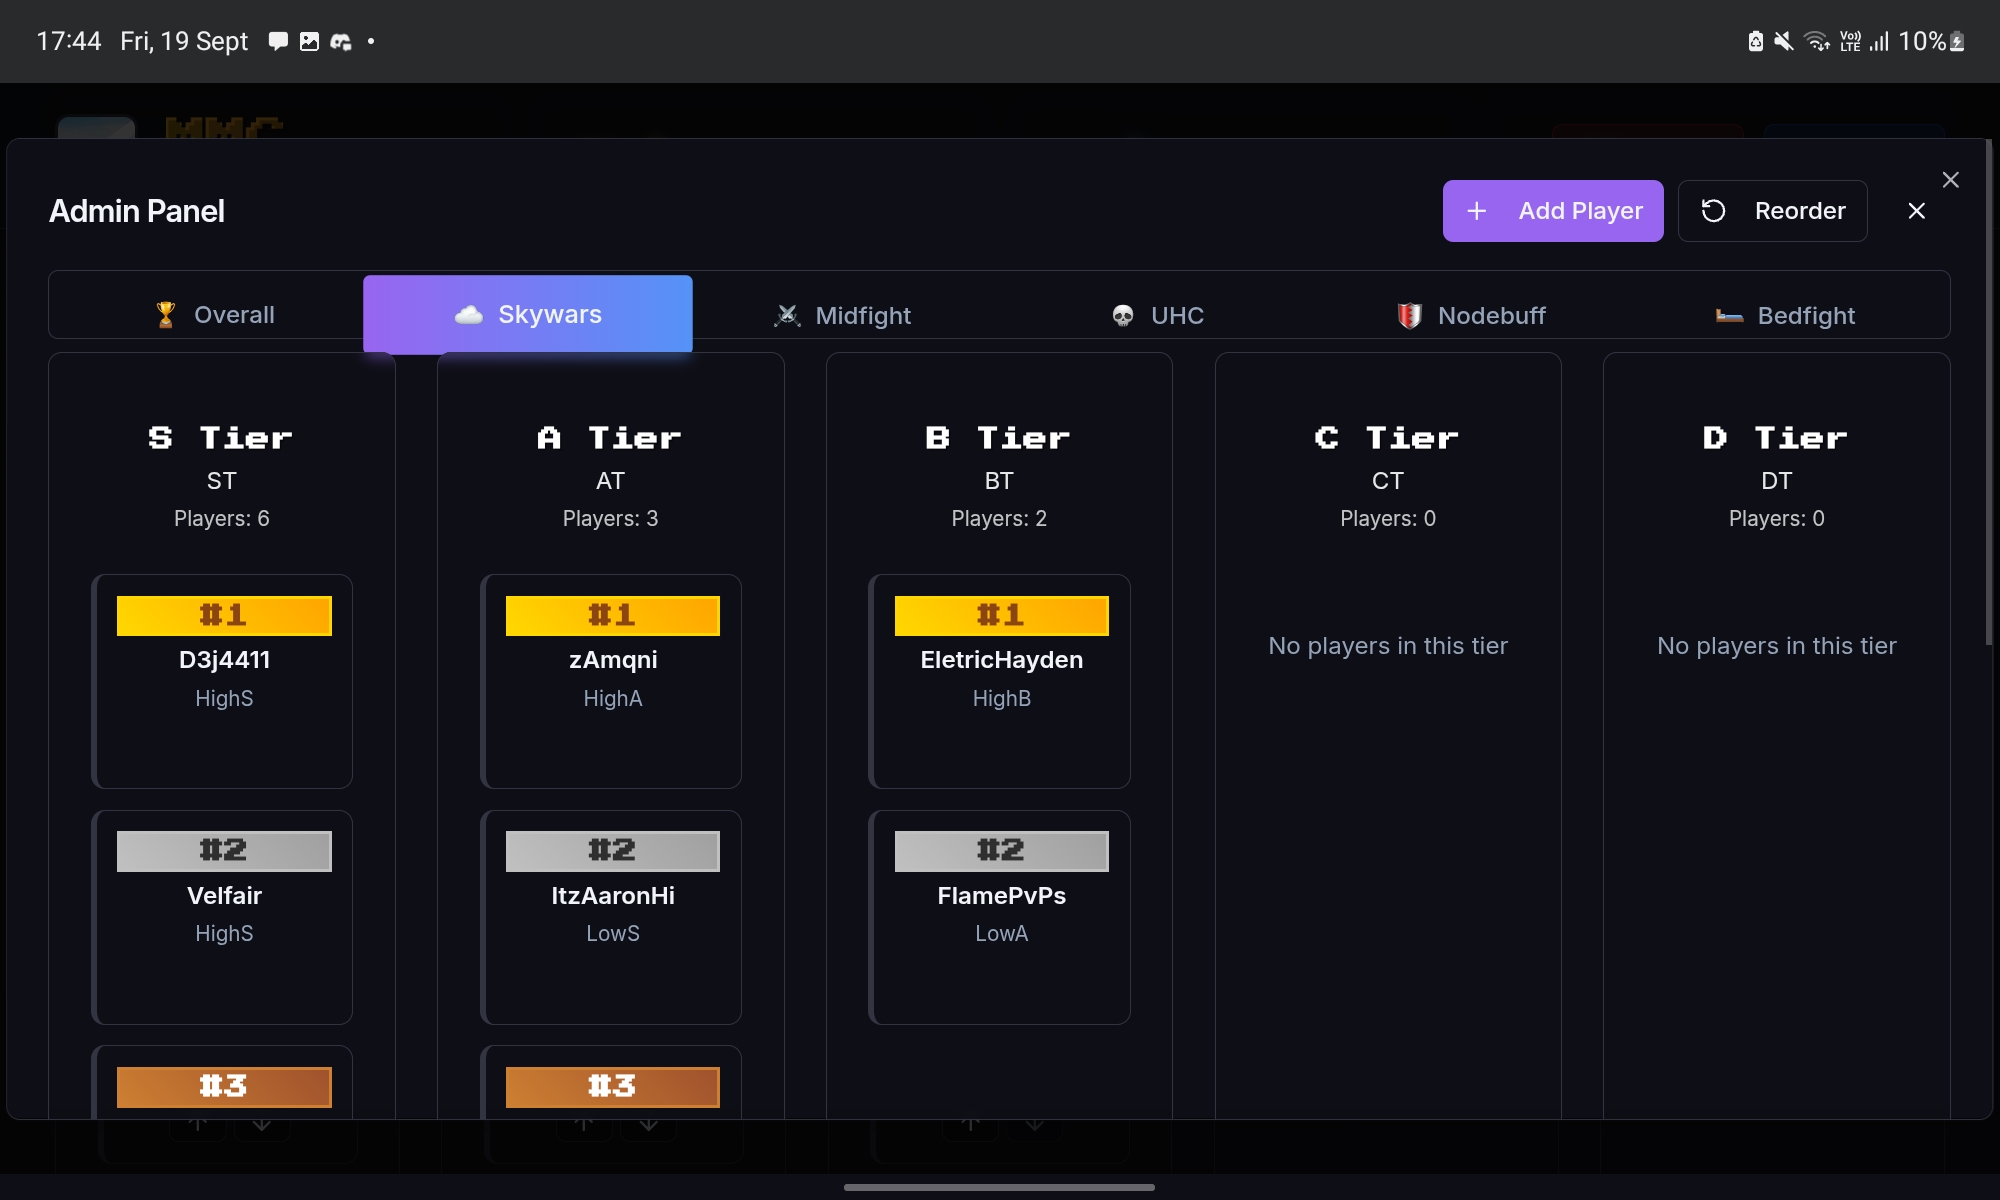 17:44 Fri, 19 Sept
Vo)) LTE 10%
MMC
Admin Panel
+ Add Player
Reorder
Overall
Skywars
Midfight
UHC
Nodebuff
Bedfight
S Tier
ST
Players: 6
#1
D3j4411
HighS
#2
Velfair
HighS
#3
A Tier
AT
Players: 3
#1
zAmqni
HighA
#2
ItzAaronHi
LowS
#3
B Tier
BT
Players: 2
#1
EletricHayden
HighB
#2
FlamePvPs
LowA
C Tier
CT
Players: 0
No players in this tier
D Tier
DT
Players: 0
No players in this tier